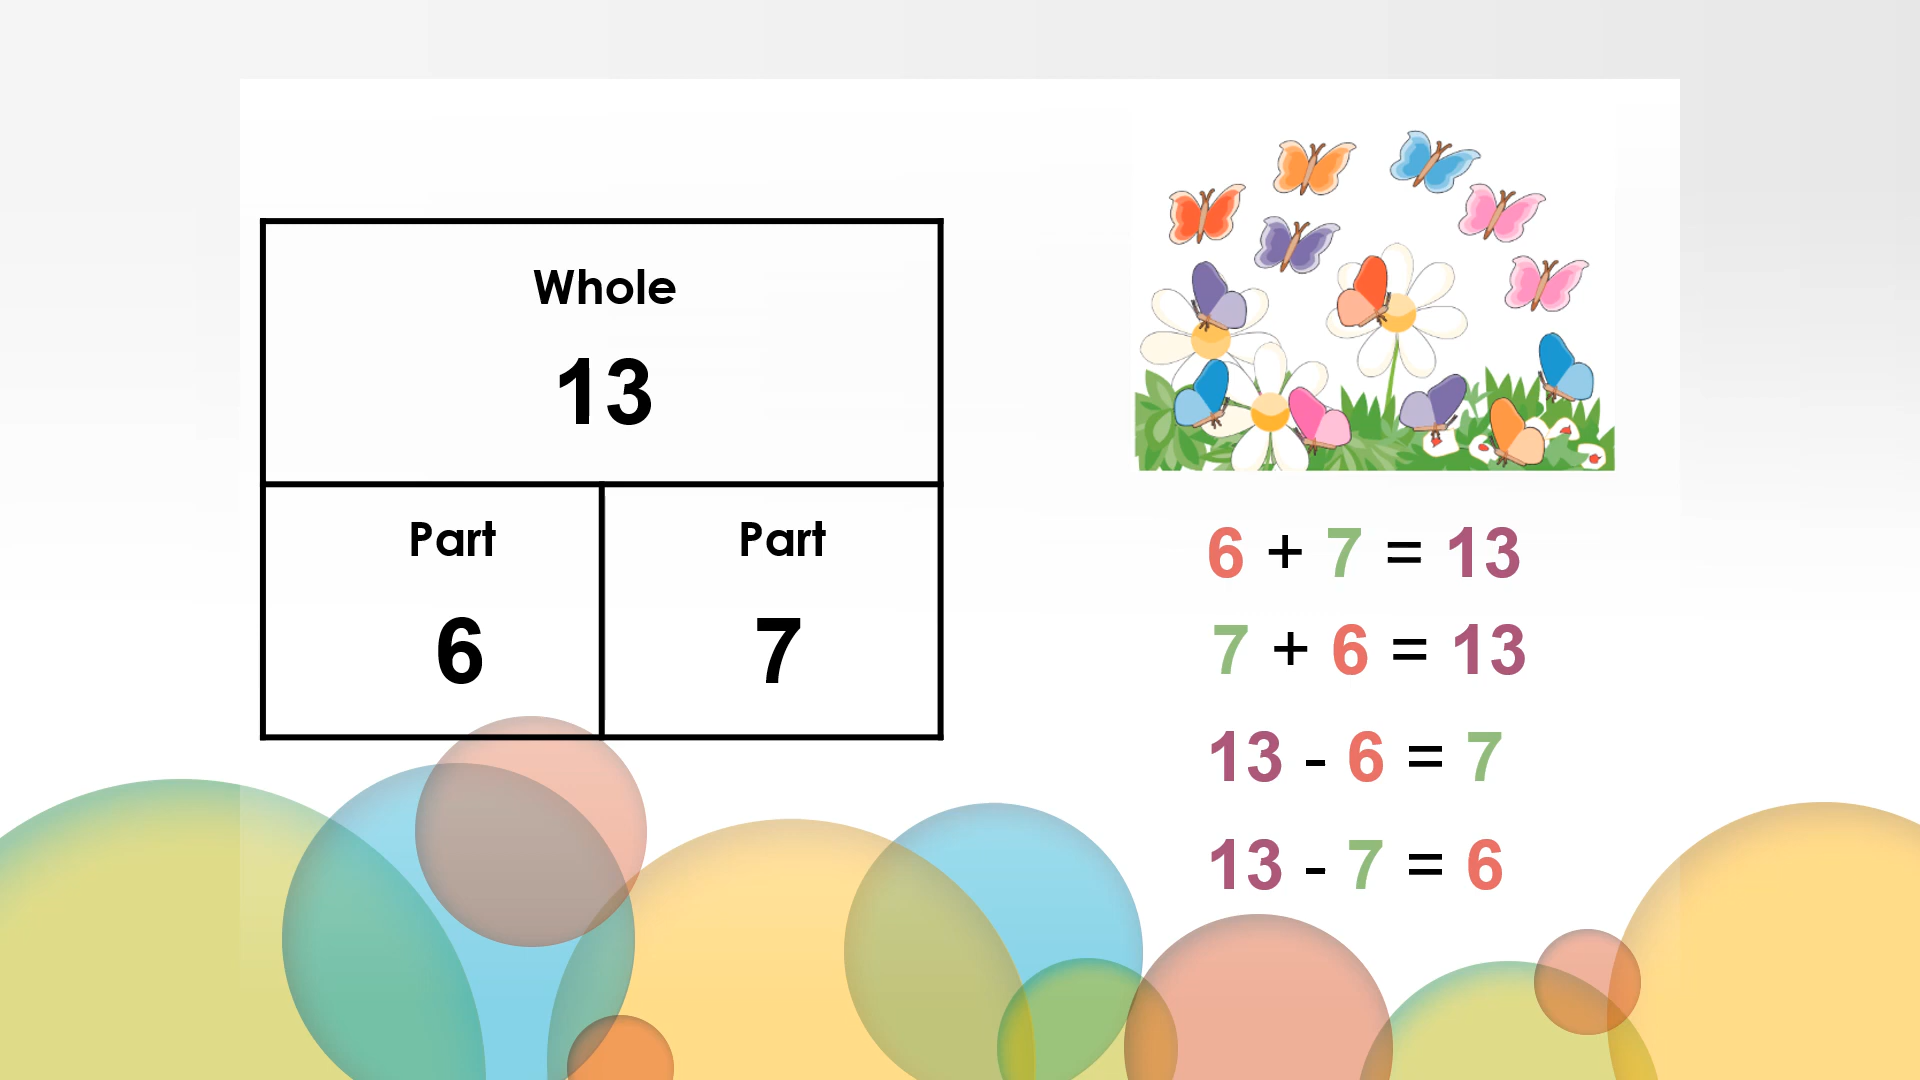 Whole
13
Part
Part
6
7
6 + 7 = 13
7 + 6 = 13
13 - 6 = 7
13 - 7 = 6